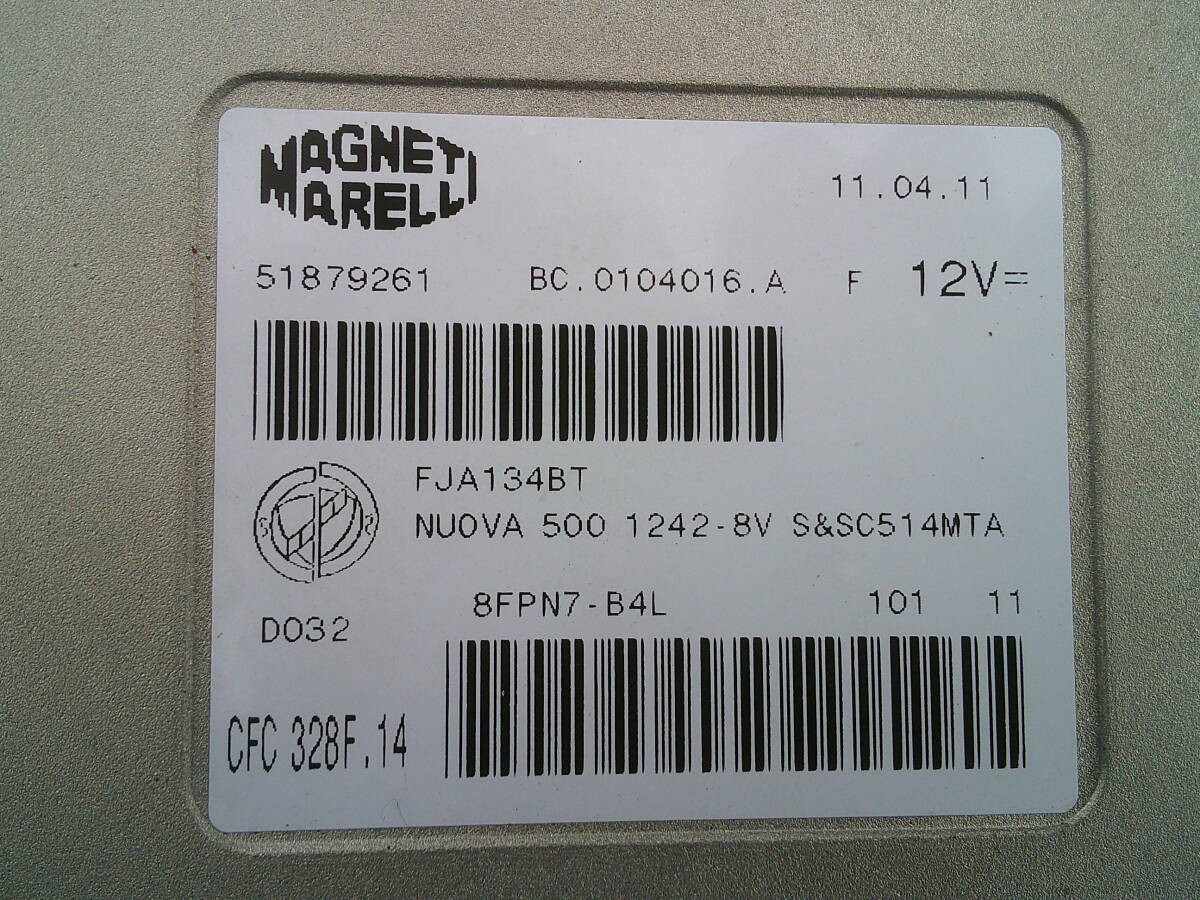 MAGNETI
MARELLI
11.04.11
51879261 BC.0104016.A F 12V=
FJA134BT
NUOVA 500 1242-8V S&SC514MTA
8FPN7-B4L 101 11
D032
CFC 328F.14